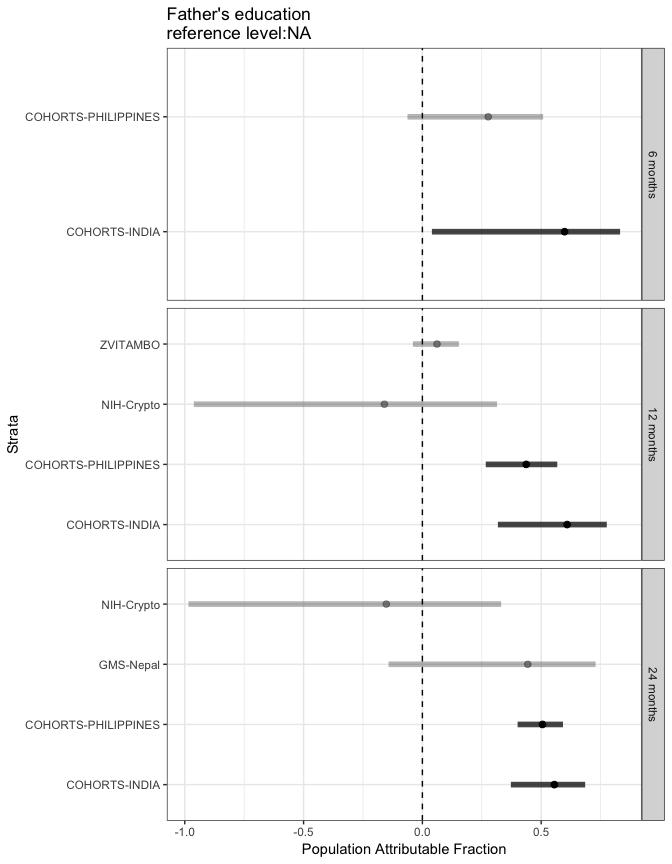 Father's education
reference level:NA
COHORTS-PHILIPPINES
COHORTS-INDIA
6 months
ZVITAMBO
NIH-Crypto
COHORTS-PHILIPPINES
COHORTS-INDIA
12 months
NIH-Crypto
GMS-Nepal
COHORTS-PHILIPPINES
COHORTS-INDIA
24 months
Strata
-1.0
-0.5
0.0
0.5
Population Attributable Fraction